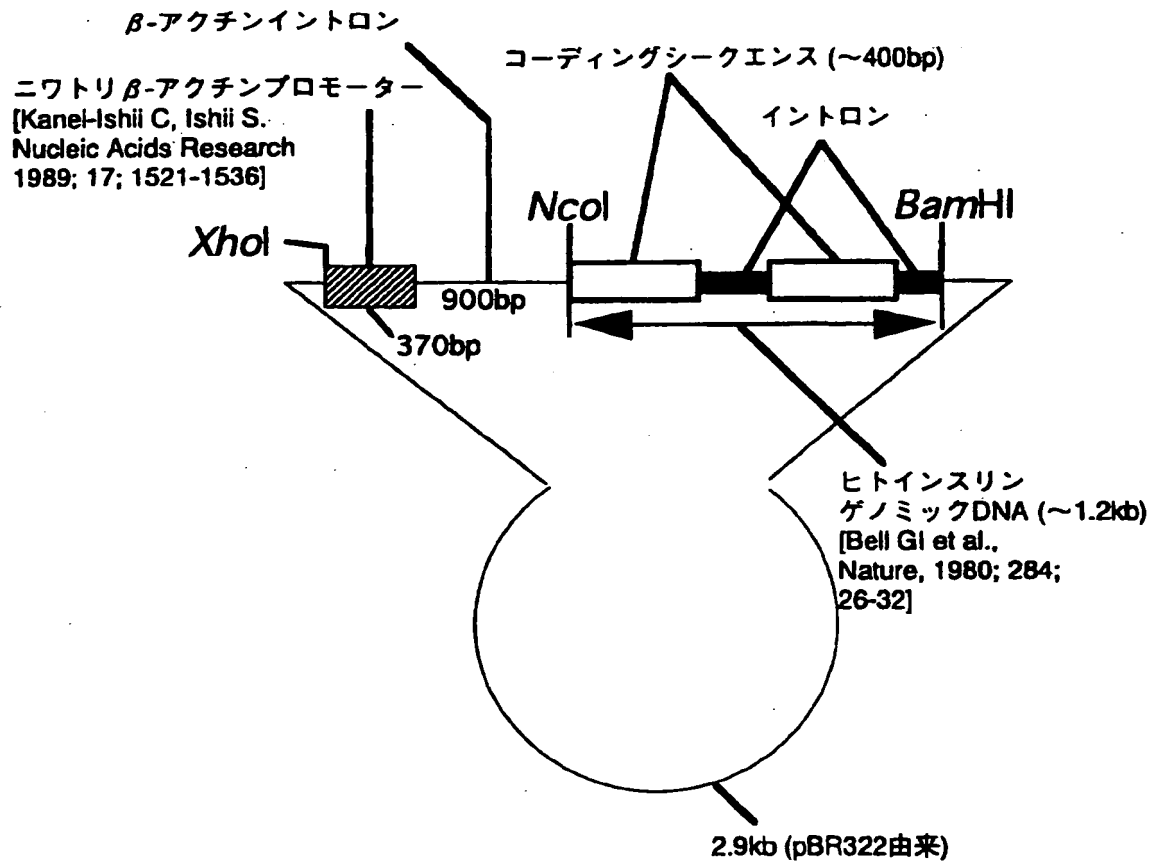 β-アクチンイントロン
コーディングシークエンス (～400bp)
ニワトリβ-アクチンプロモーター
[Kanei-Ishii C, Ishii S.
Nucleic Acids Research
1989; 17; 1521-1536]
イントロン
XhoI
NcoI
BamHI
900bp
370bp
ヒトインスリン
ゲノミックDNA (～1.2kb)
[Bell GI et al.,
Nature, 1980; 284;
26-32]
2.9kb (pBR322由来)